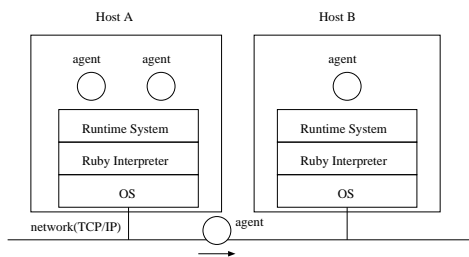 Host A
Host B
agent
agent
agent
Runtime System
Runtime System
Ruby Interpreter
Ruby Interpreter
OS
OS
network(TCP/IP)
agent